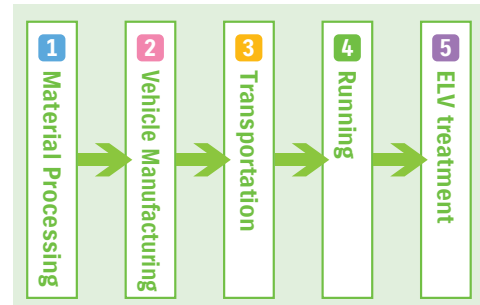 1 Material Processing
2 Vehicle Manufacturing
3 Transportation
4 Running
5 ELV treatment